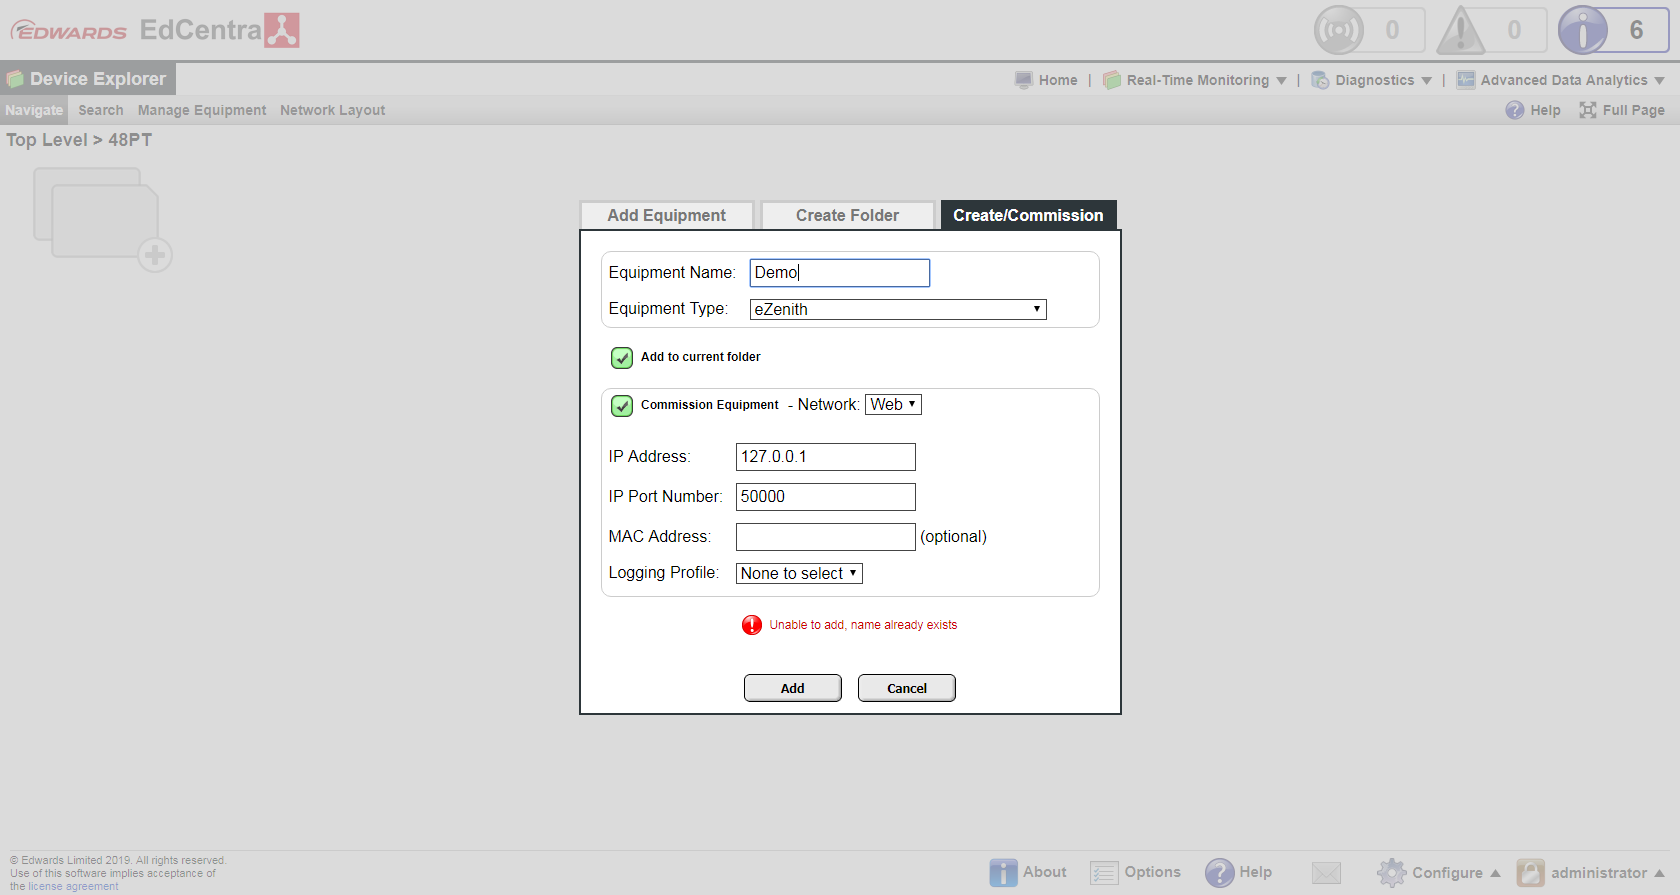 EDWARDS EdCentra
0 0 6
Device Explorer
Home | Real-Time Monitoring | Diagnostics | Advanced Data Analytics
Navigate Search Manage Equipment Network Layout
Help Full Page
Top Level > 48PT
Add Equipment Create Folder Create/Commission
Equipment Name: Demo
Equipment Type: eZenith
Add to current folder
Commission Equipment - Network: Web
IP Address: 127.0.0.1
IP Port Number: 50000
MAC Address: (optional)
Logging Profile: None to select
Unable to add, name already exists
Add Cancel
© Edwards Limited 2019. All rights reserved.
Use of this software implies acceptance of
the license agreement
About Options Help Configure administrator